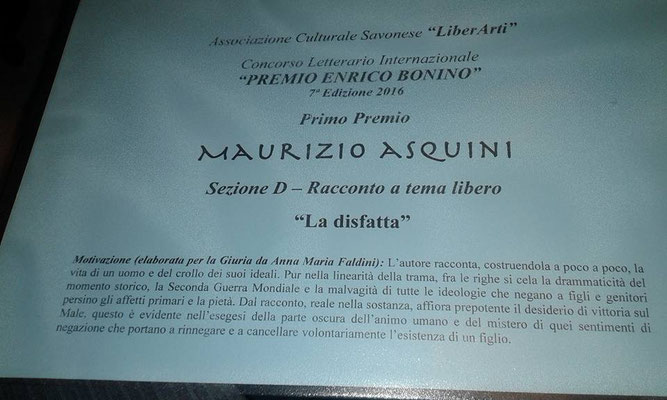 Associazione Culturale Savonese “LiberArti”
Concorso Letterario Internazionale
“PREMIO ENRICO BONINO”
7ª Edizione 2016
Primo Premio
MAURIZIO ASQUINI
Sezione D – Racconto a tema libero
“La disfatta”
Motivazione (elaborata per la Giuria da Anna Maria Faldini): L’autore racconta, costruendola a poco a poco, la
vita di un uomo e del crollo dei suoi ideali. Pur nella linearità della trama, fra le righe si cela la drammaticità del
momento storico, la Seconda Guerra Mondiale e la malvagità di tutte le ideologie che negano a figli e genitori
persino gli affetti primari e la pietà. Dal racconto, reale nella sostanza, affiora prepotente il desiderio di vittoria sul
Male, questo è evidente nell’esegesi della parte oscura dell’animo umano e del mistero di quei sentimenti di
negazione che portano a rinnegare e a cancellare volontariamente l’esistenza di un figlio.